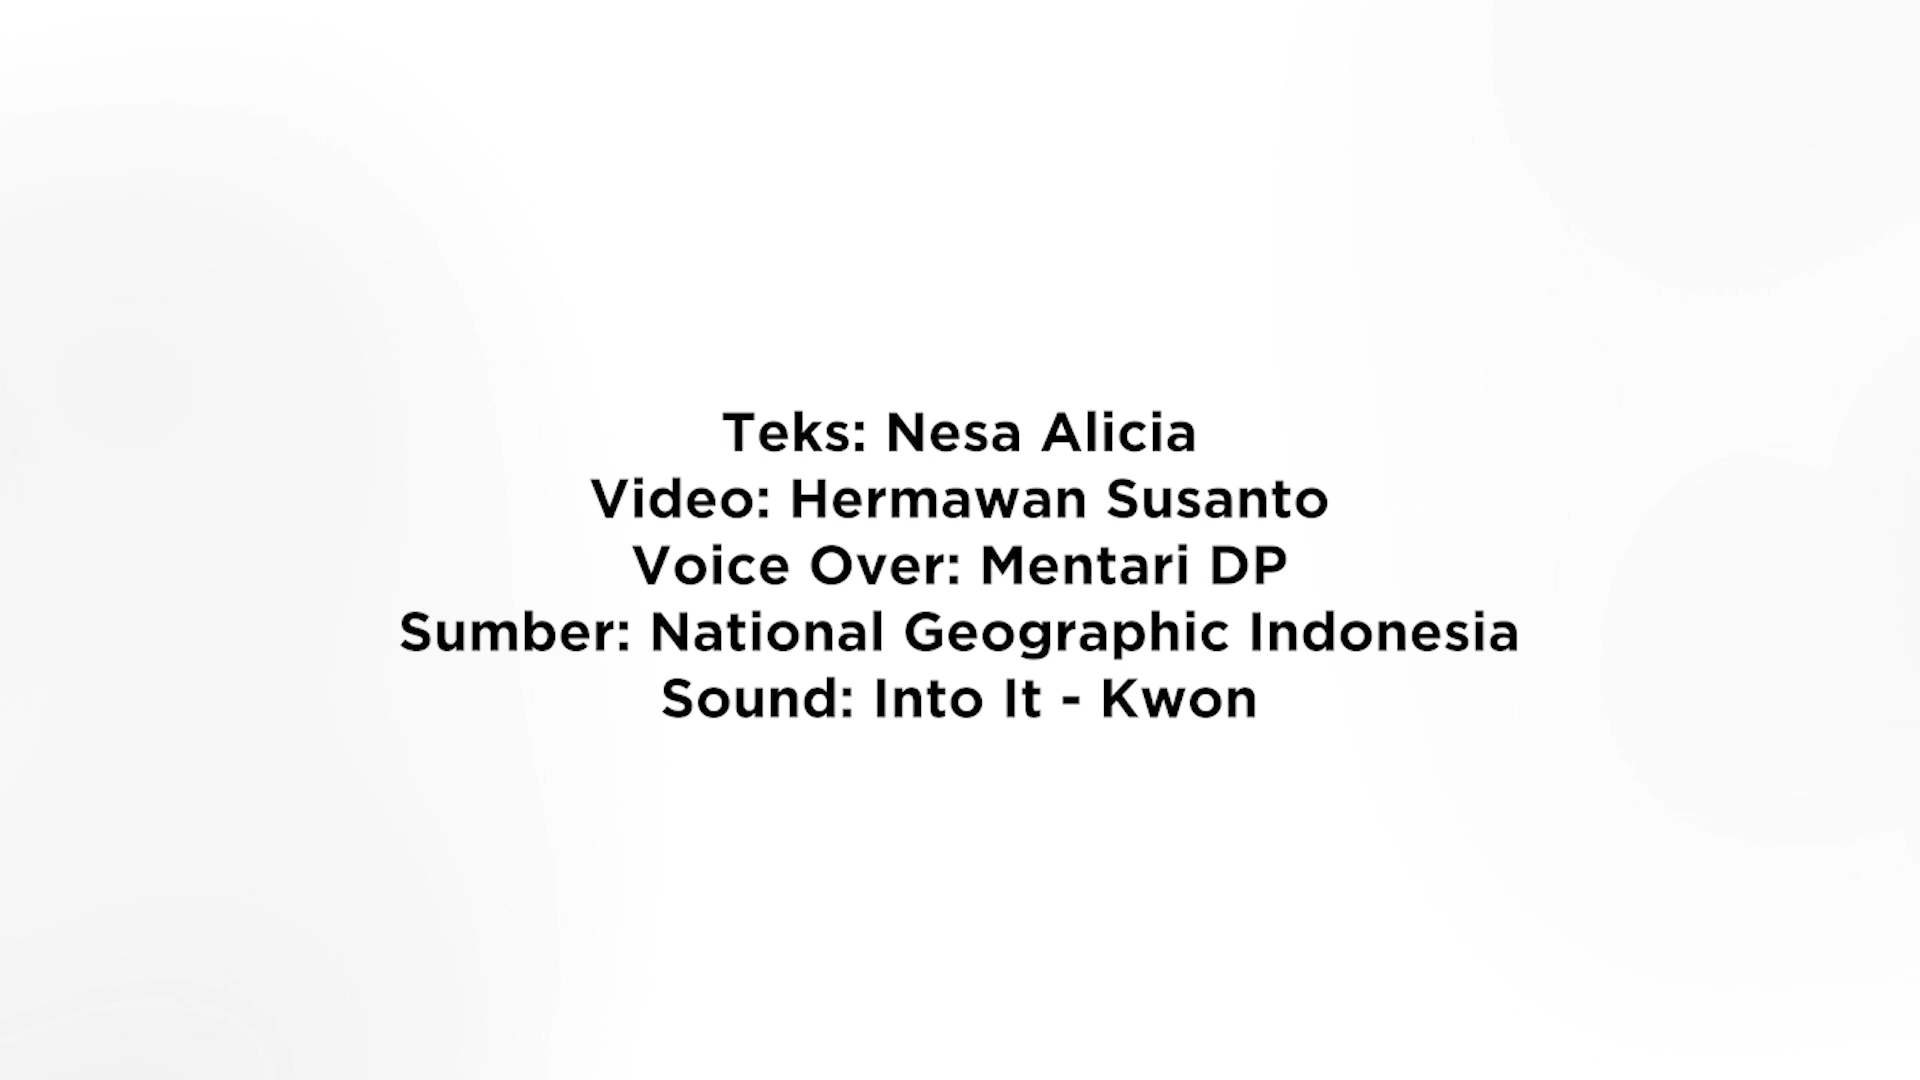 Teks: Nesa Alicia
Video: Hermawan Susanto
Voice Over: Mentari DP
Sumber: National Geographic Indonesia
Sound: Into It - Kwon